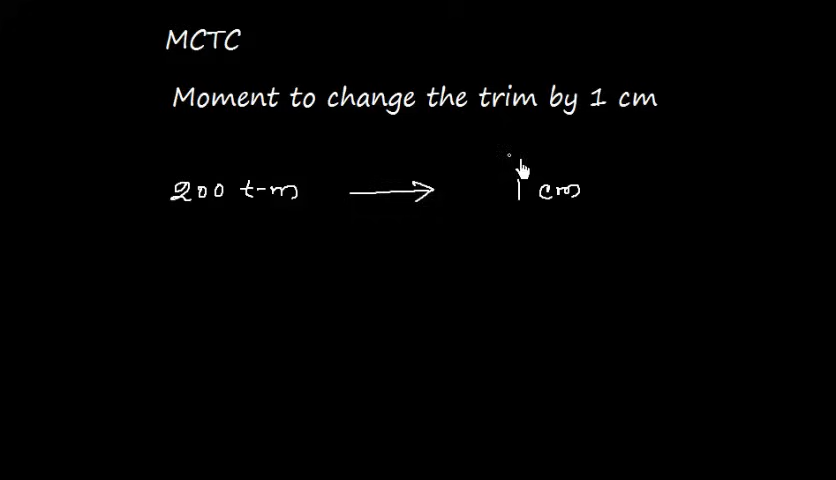 MCTC
Moment to change the trim by 1 cm
200 t-m → 1 cm